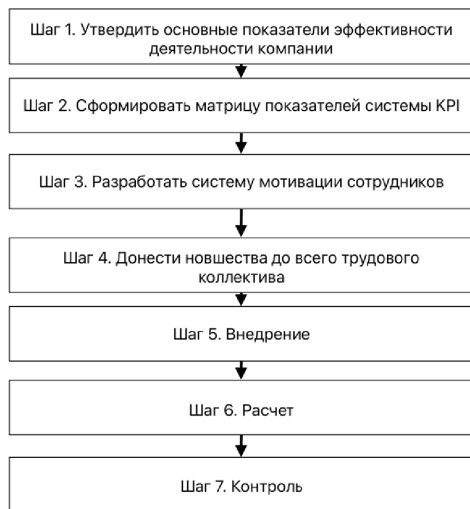 Шаг 1. Утвердить основные показатели эффективности
деятельности компании
Шаг 2. Сформировать матрицу показателей системы KPI
Шаг 3. Разработать систему мотивации сотрудников
Шаг 4. Донести новшества до всего трудового
коллектива
Шаг 5. Внедрение
Шаг 6. Расчет
Шаг 7. Контроль